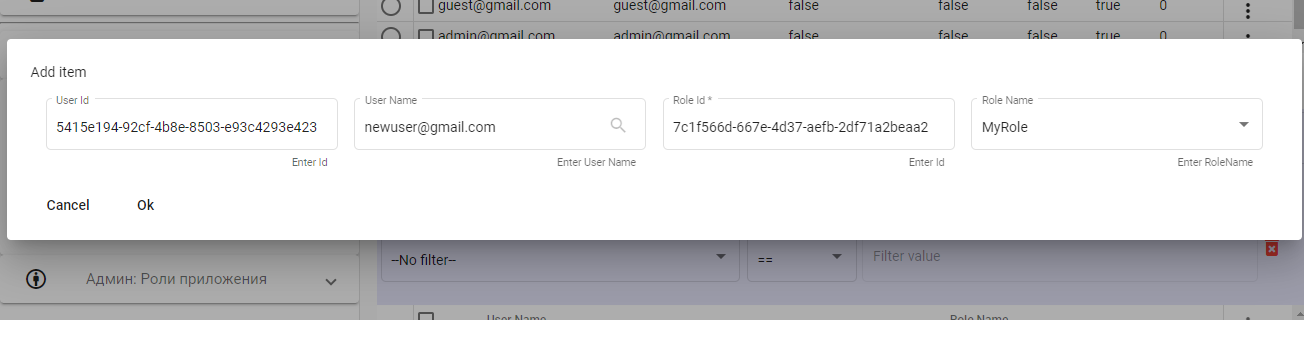 guest@gmail.com guest@gmail.com false false false true 0
admin@gmail.com admin@gmail.com false false false true 0
Add item
User Id User Name Role Id * Role Name
5415e194-92cf-4b8e-8503-e93c4293e423 newuser@gmail.com 7c1f566d-667e-4d37-aefb-2df71a2beaa2 MyRole
Enter Id Enter User Name Enter Id Enter RoleName
Cancel Ok
--No filter-- == Filter value
Админ: Роли приложения
User Name Role Name